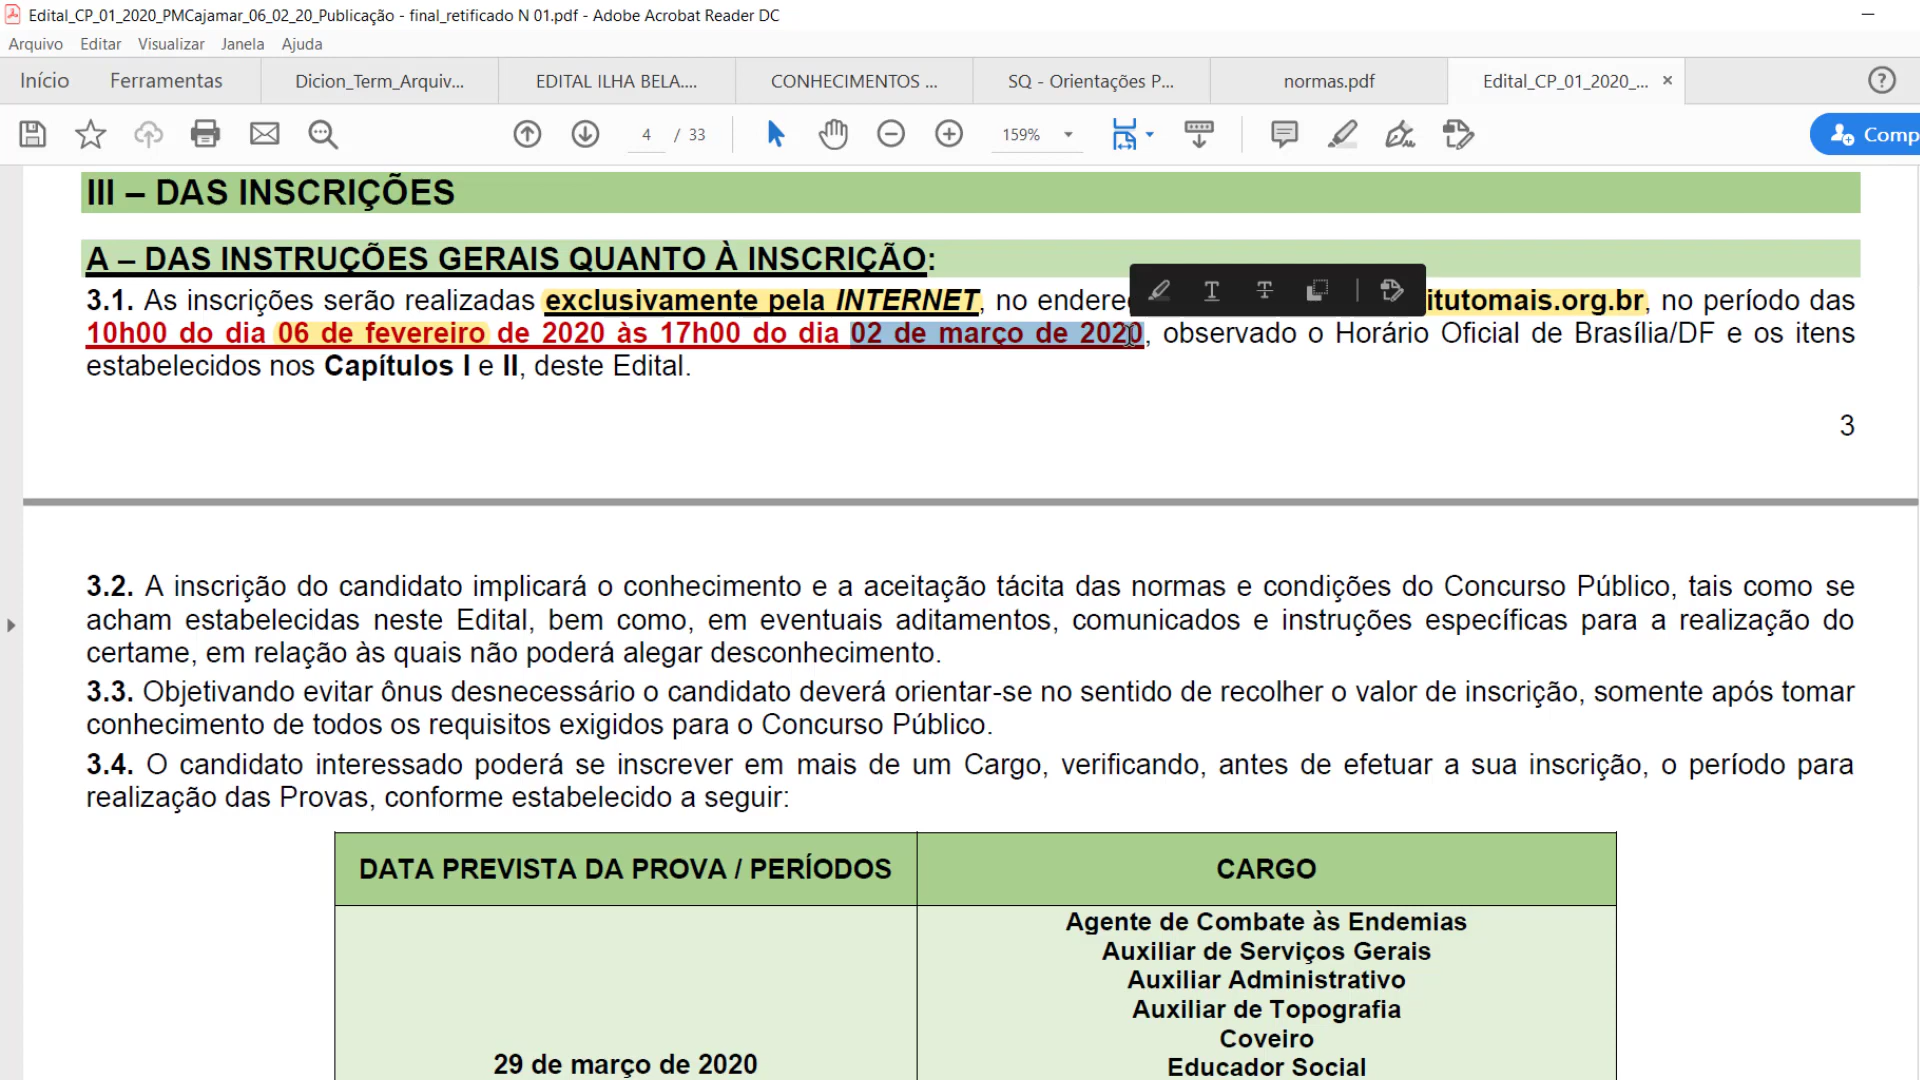 Edital_CP_01_2020_PMCajamar_06_02_20_Publicação - final_retificado N 01.pdf - Adobe Acrobat Reader DC
Arquivo Editar Visualizar Janela Ajuda
Início Ferramentas Dicion_Term_Arquiv... EDITAL ILHA BELA.... CONHECIMENTOS ... SQ - Orientações P... normas.pdf Edital_CP_01_2020_...
4 / 33 159% Comp
III – DAS INSCRIÇÕES
A – DAS INSTRUÇÕES GERAIS QUANTO À INSCRIÇÃO:
3.1. As inscrições serão realizadas exclusivamente pela INTERNET, no endere itutomais.org.br, no período das
10h00 do dia 06 de fevereiro de 2020 às 17h00 do dia 02 de março de 2020, observado o Horário Oficial de Brasília/DF e os itens
estabelecidos nos Capítulos I e II, deste Edital.
3
3.2. A inscrição do candidato implicará o conhecimento e a aceitação tácita das normas e condições do Concurso Público, tais como se
acham estabelecidas neste Edital, bem como, em eventuais aditamentos, comunicados e instruções específicas para a realização do
certame, em relação às quais não poderá alegar desconhecimento.
3.3. Objetivando evitar ônus desnecessário o candidato deverá orientar-se no sentido de recolher o valor de inscrição, somente após tomar
conhecimento de todos os requisitos exigidos para o Concurso Público.
3.4. O candidato interessado poderá se inscrever em mais de um Cargo, verificando, antes de efetuar a sua inscrição, o período para
realização das Provas, conforme estabelecido a seguir:
DATA PREVISTA DA PROVA / PERÍODOS CARGO
Agente de Combate às Endemias
Auxiliar de Serviços Gerais
Auxiliar Administrativo
Auxiliar de Topografia
Coveiro
29 de março de 2020
Educador Social